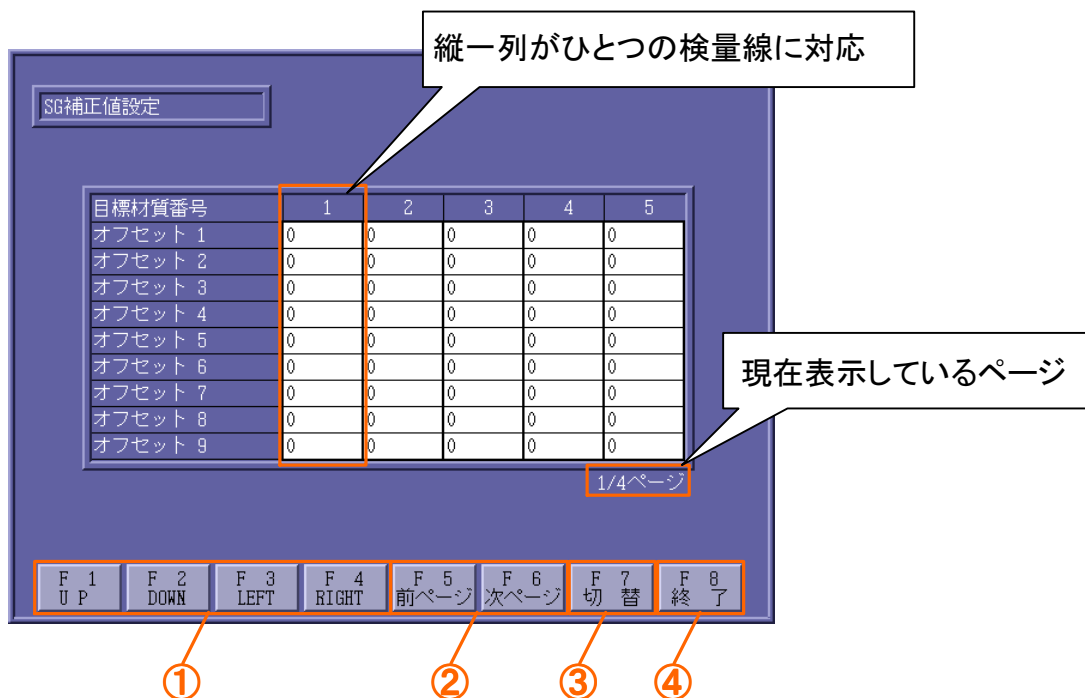 縦一列がひとつの検量線に対応
SG補正値設定
目標材質番号 1 2 3 4 5
オフセット 1 0 0 0 0 0
オフセット 2 0 0 0 0 0
オフセット 3 0 0 0 0 0
オフセット 4 0 0 0 0 0
オフセット 5 0 0 0 0 0
オフセット 6 0 0 0 0 0
オフセット 7 0 0 0 0 0
オフセット 8 0 0 0 0 0
オフセット 9 0 0 0 0 0
現在表示しているページ
1/4ページ
F 1 F 2 F 3 F 4 F 5 F 6 F 7 F 8
U P DOWN LEFT RIGHT 前ページ 次ページ 切 替 終 了
① ② ③ ④